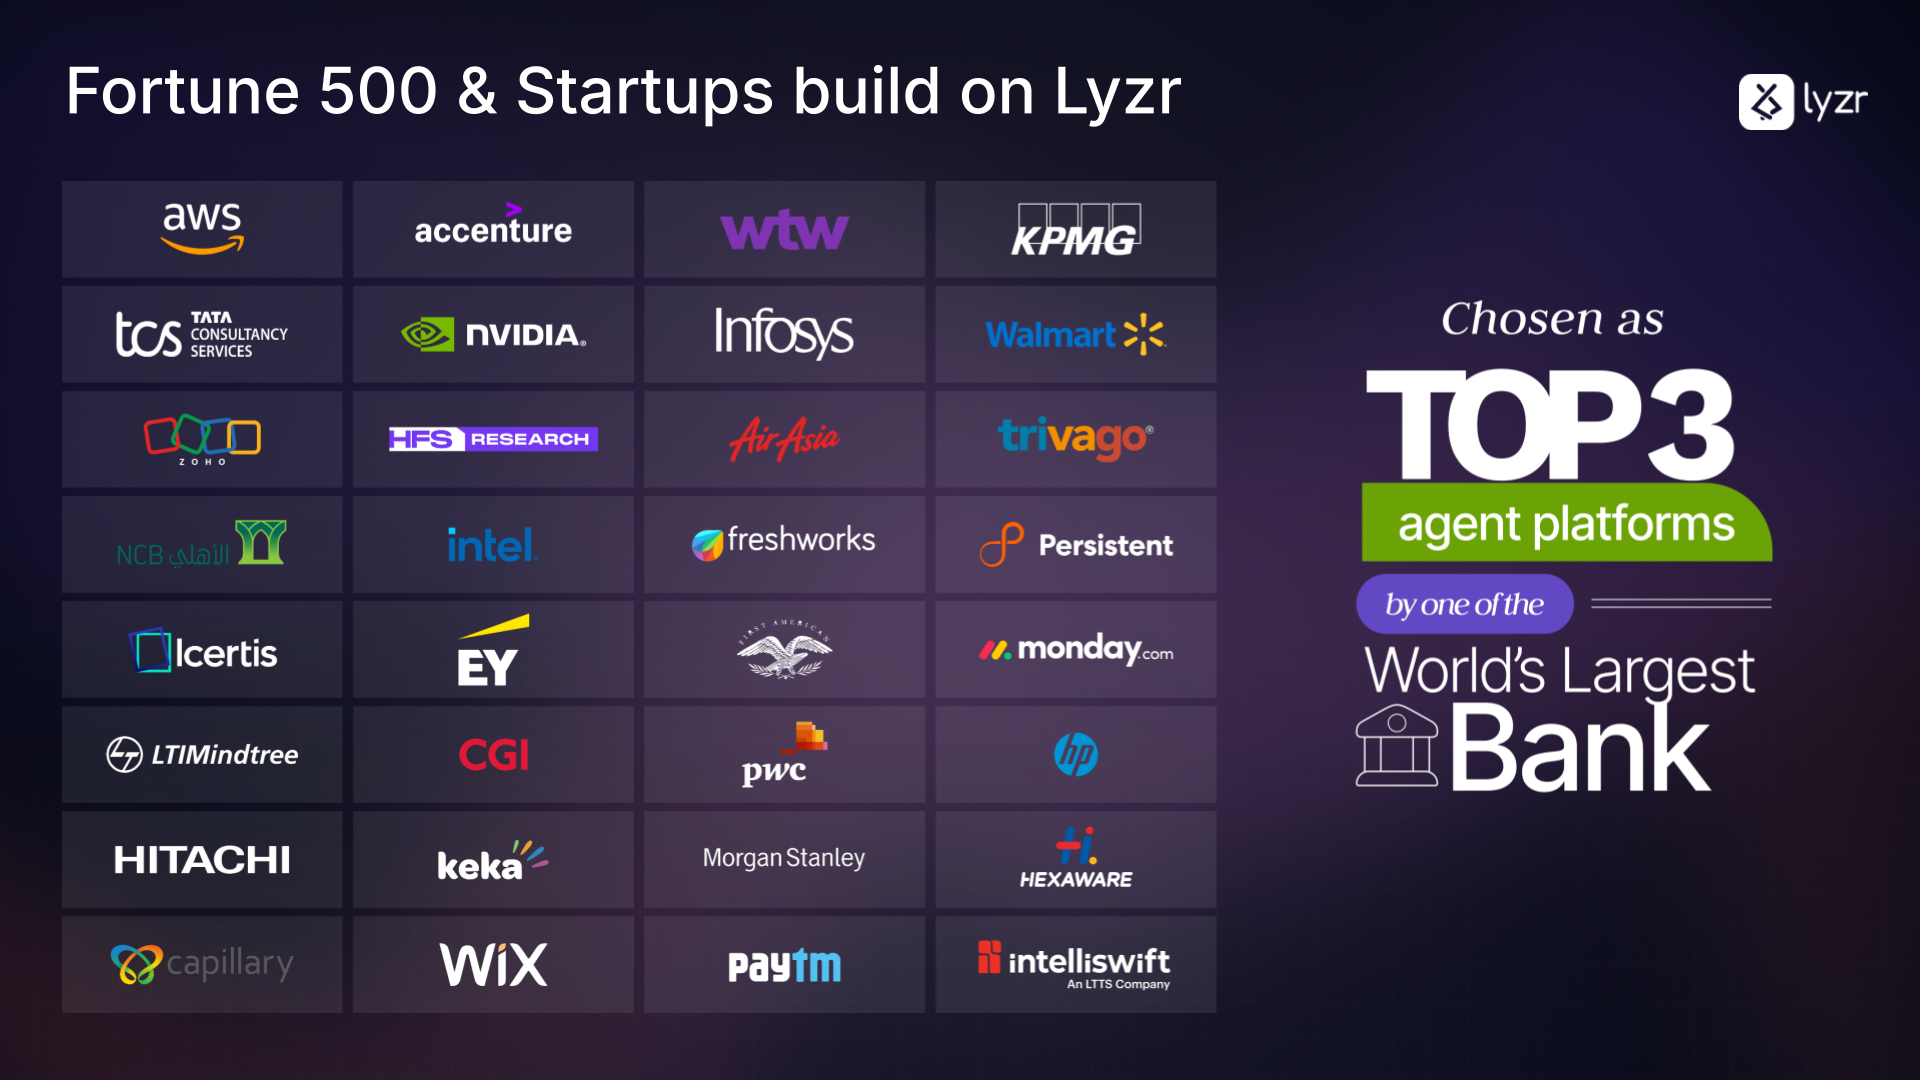 Fortune 500 & Startups build on Lyzr
lyzr
aws
accenture
wtw
KPMG
tcs TATA
CONSULTANCY
SERVICES
NVIDIA.
Infosys
Walmart
ZOHO
HFS RESEARCH
AirAsia
trivago®
NCB الأهلي
intel.
freshworks
Persistent
Icertis
EY
FIRST AMERICAN
monday.com
LTIMindtree
CGI
pwc
hp
HITACHI
keka
Morgan Stanley
Hi.
HEXAWARE
capillary
WiX
paytm
intelliswift
An LTTS Company
Chosen as
TOP 3
agent platforms
by one of the
World's Largest
Bank